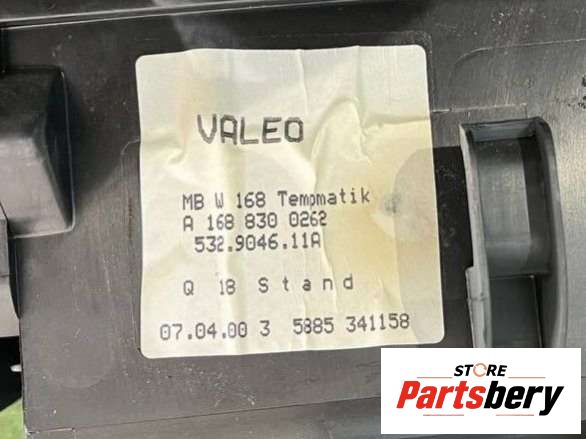 VALEO
MB W 168 Tempmatik
A 168 830 0262
532.9046.11A
Q 18 Stand
07.04.00 3 5885 341158
STORE
Partsbery